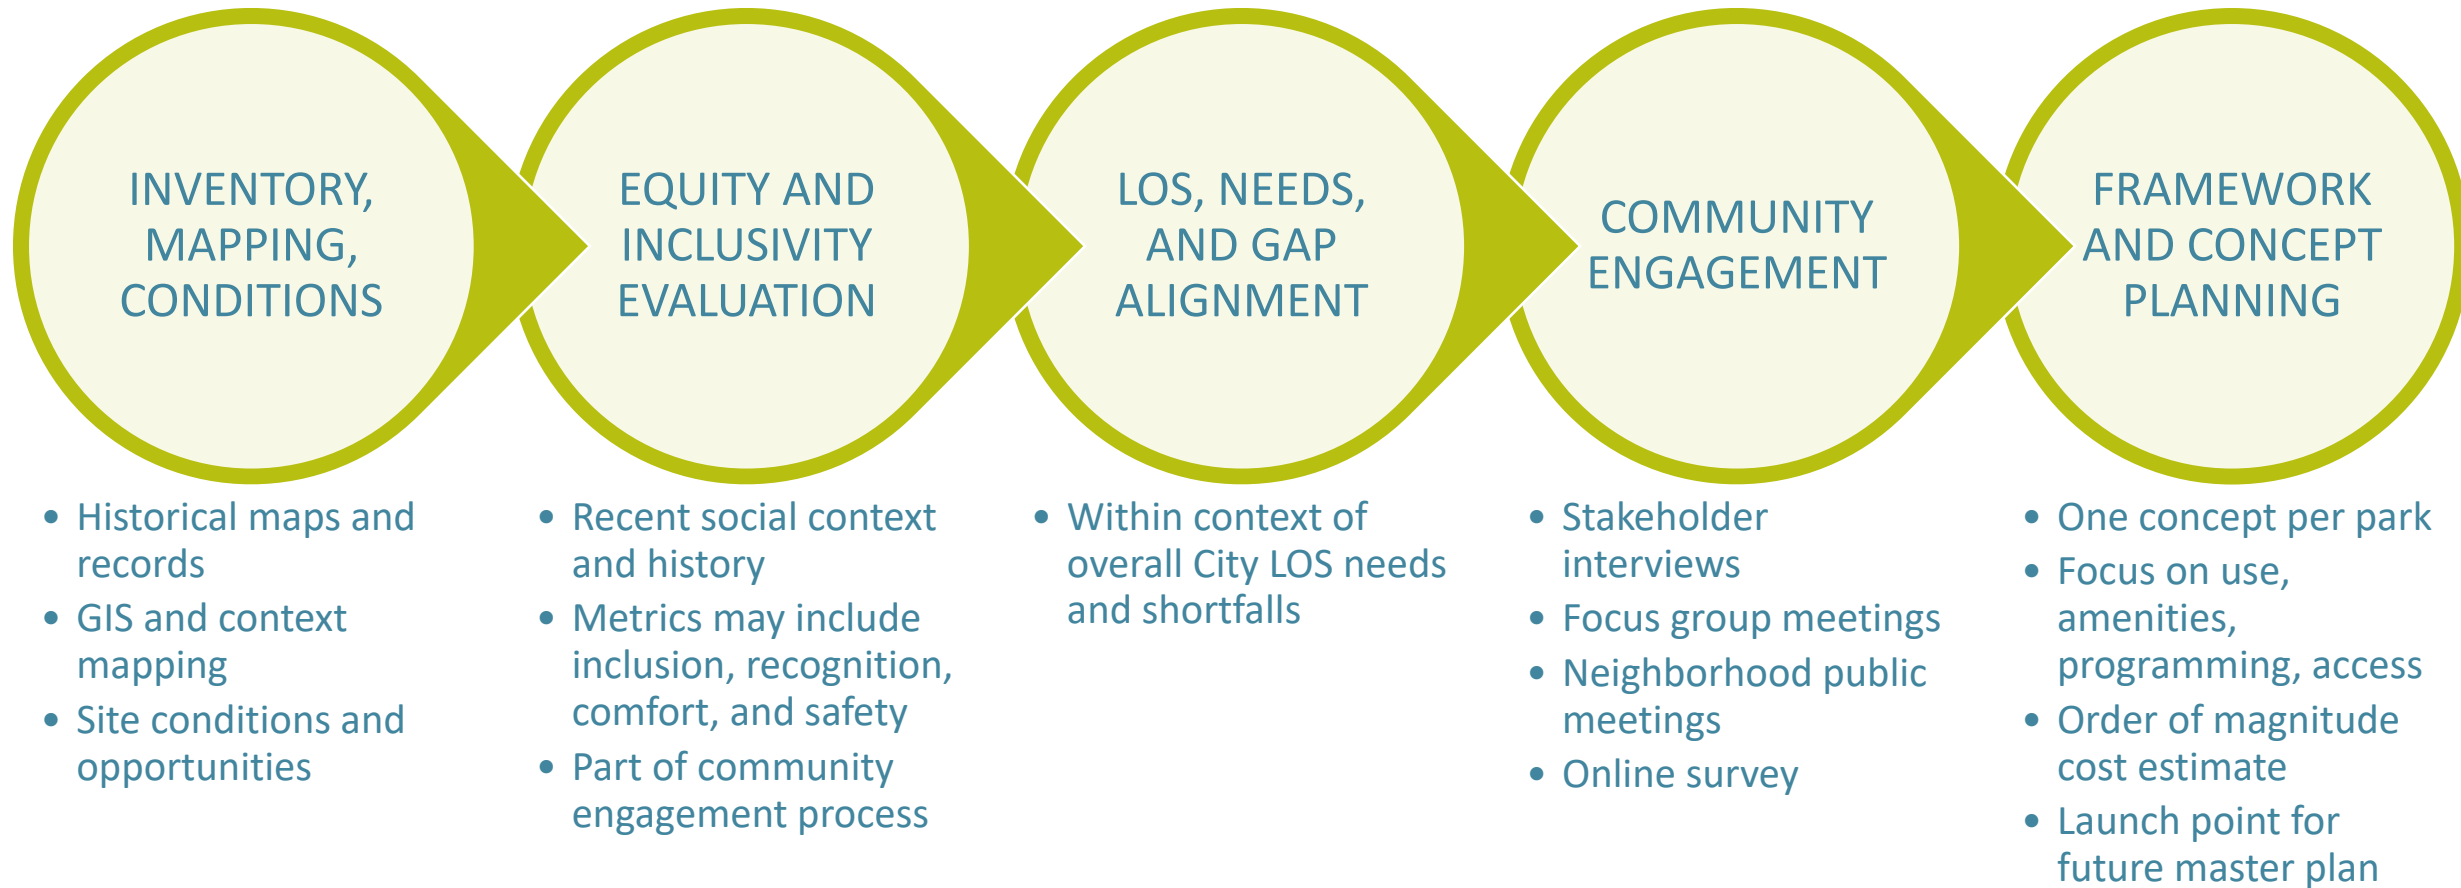 INVENTORY,
MAPPING,
CONDITIONS
• Historical maps and
records
• GIS and context
mapping
• Site conditions and
opportunities
EQUITY AND
INCLUSIVITY
EVALUATION
• Recent social context
and history
• Metrics may include
inclusion, recognition,
comfort, and safety
• Part of community
engagement process
LOS, NEEDS,
AND GAP
ALIGNMENT
• Within context of
overall City LOS needs
and shortfalls
COMMUNITY
ENGAGEMENT
• Stakeholder
interviews
• Focus group meetings
• Neighborhood public
meetings
• Online survey
FRAMEWORK
AND CONCEPT
PLANNING
• One concept per park
• Focus on use,
amenities,
programming, access
• Order of magnitude
cost estimate
• Launch point for
future master plan